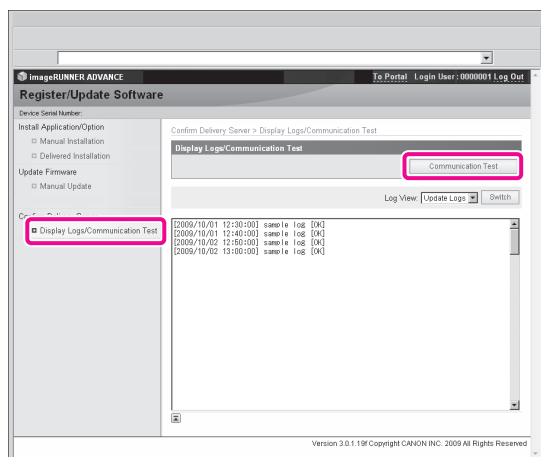 imageRUNNER ADVANCE
To Portal Login User : 0000001 Log Out
Register/Update Software
Device Serial Number:
Install Application/Option
Manual Installation
Delivered Installation
Update Firmware
Manual Update
Display Logs/Communication Test
Confirm Delivery Server > Display Logs/Communication Test
Display Logs/Communication Test
Communication Test
Log View: Update Logs Switch
[2009/10/01 12:30:00] sample log [OK]
[2009/10/01 12:40:00] sample log [OK]
[2009/10/02 12:50:00] sample log [OK]
[2009/10/02 13:00:00] sample log [OK]
Version 3.0.1.19f Copyright CANON INC. 2009 All Rights Reserved